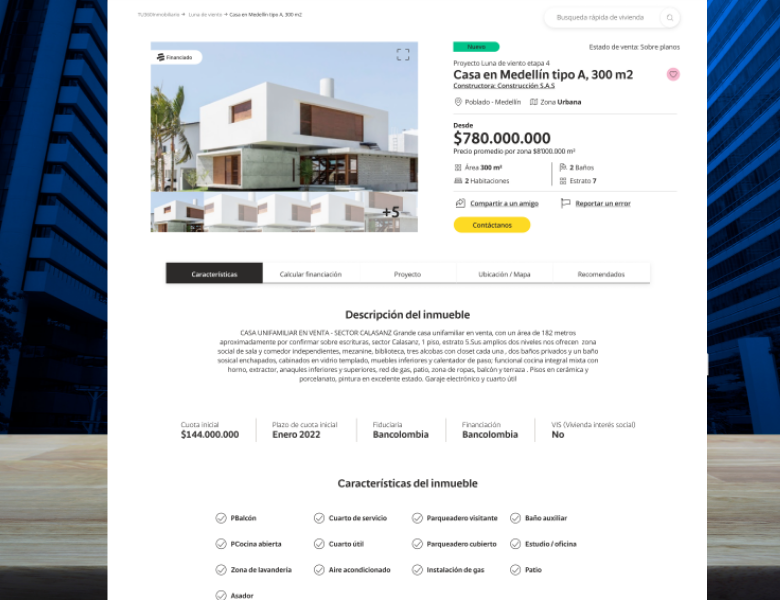 TU360Inmobiliario → Luna de viento → Casa en Medellín tipo A, 300 m2
Busqueda rápida de vivienda
Financiado
+5
Nuevo
Estado de venta: Sobre planos
Proyecto Luna de viento etapa 4
Casa en Medellín tipo A, 300 m2
Constructora: Construcción S.A.S
Poblado - Medellín Zona Urbana
Desde
$780.000.000
Precio promedio por zona $8'000.000 m²
Área 300 m²
2 Baños
2 Habitaciones
Estrato 7
Compartir a un amigo
Reportar un error
Contáctanos
Características
Calcular financiación
Proyecto
Ubicación / Mapa
Recomendados
Descripción del inmueble
CASA UNIFAMILIAR EN VENTA - SECTOR CALASANZ Grande casa unifamiliar en venta, con un área de 182 metros
aproximadamente por confirmar sobre escrituras, sector Calasanz, 1 piso, estrato 5.Sus amplios dos niveles nos ofrecen zona
social de sala y comedor independientes, mezanine, biblioteca, tres alcobas con closet cada una , dos baños privados y un baño
sosical enchapados, cabinados en vidrio templado, muebles inferiores y calentador de paso; funcional cocina integral mixta con
horno, extractor, anaqules inferiores y superiores, red de gas, patio, zona de ropas, balcón y terraza . Pisos en cerámica y
porcelanato, pintura en excelente estado. Garaje electrónico y cuarto útil
Cuota inicial
$144.000.000
Plazo de cuota inicial
Enero 2022
Fiduciaria
Bancolombia
Financiación
Bancolombia
VIS (Vivienda interés social)
No
Características del inmueble
PBalcón
Cuarto de servicio
Parqueadero visitante
Baño auxiliar
PCocina abierta
Cuarto útil
Parqueadero cubierto
Estudio / oficina
Zona de lavandería
Aire acondicionado
Instalación de gas
Patio
Asador